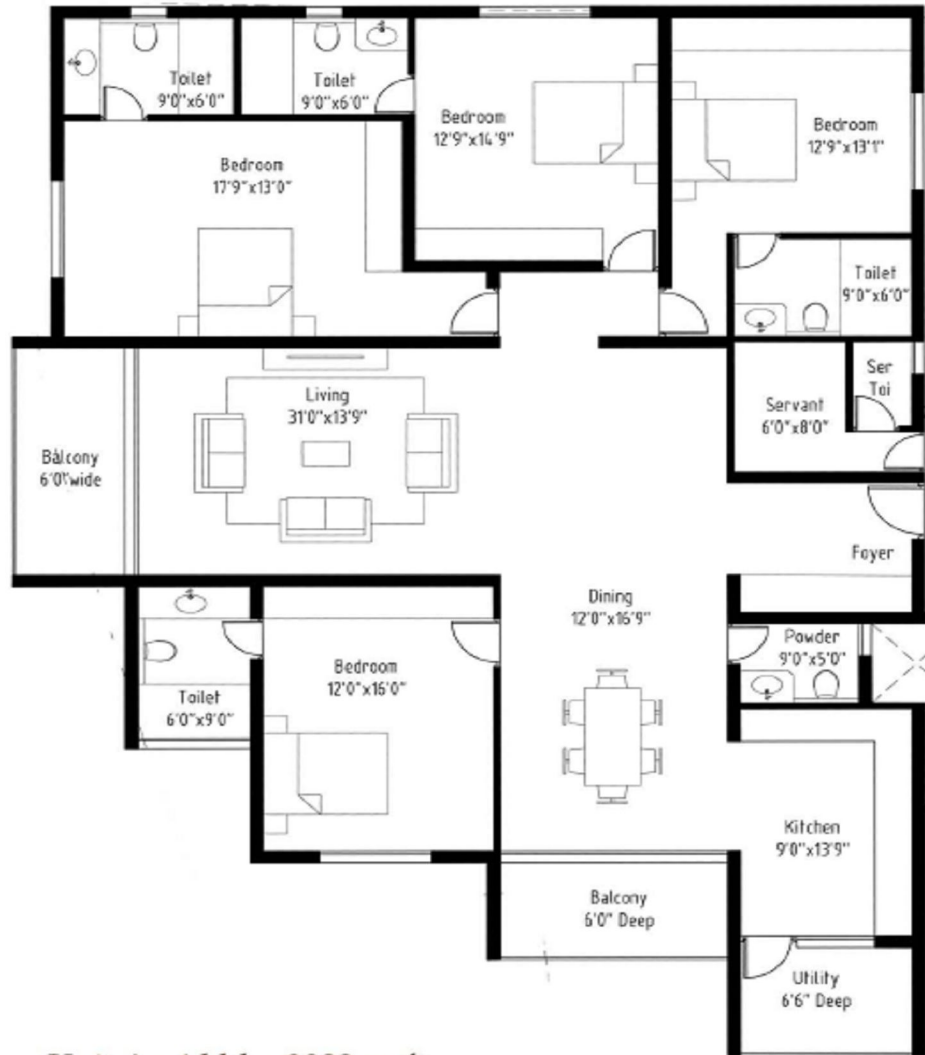 Toilet
9'0"x6'0"
Toilet
9'0"x6'0"
Bedroom
12'9"x14'9"
Bedroom
12'9"x13'1"
Bedroom
17'9"x13'0"
Toilet
9'0"x6'0"
Living
31'0"x13'9"
Ser
Toi
Servant
6'0"x8'0"
Balcony
6'0" wide
Foyer
Dining
12'0"x16'9"
Powder
9'0"x5'0"
Bedroom
12'0"x16'0"
Toilet
6'0"x9'0"
Kitchen
9'0"x13'9"
Balcony
6'0" Deep
Utility
6'6" Deep